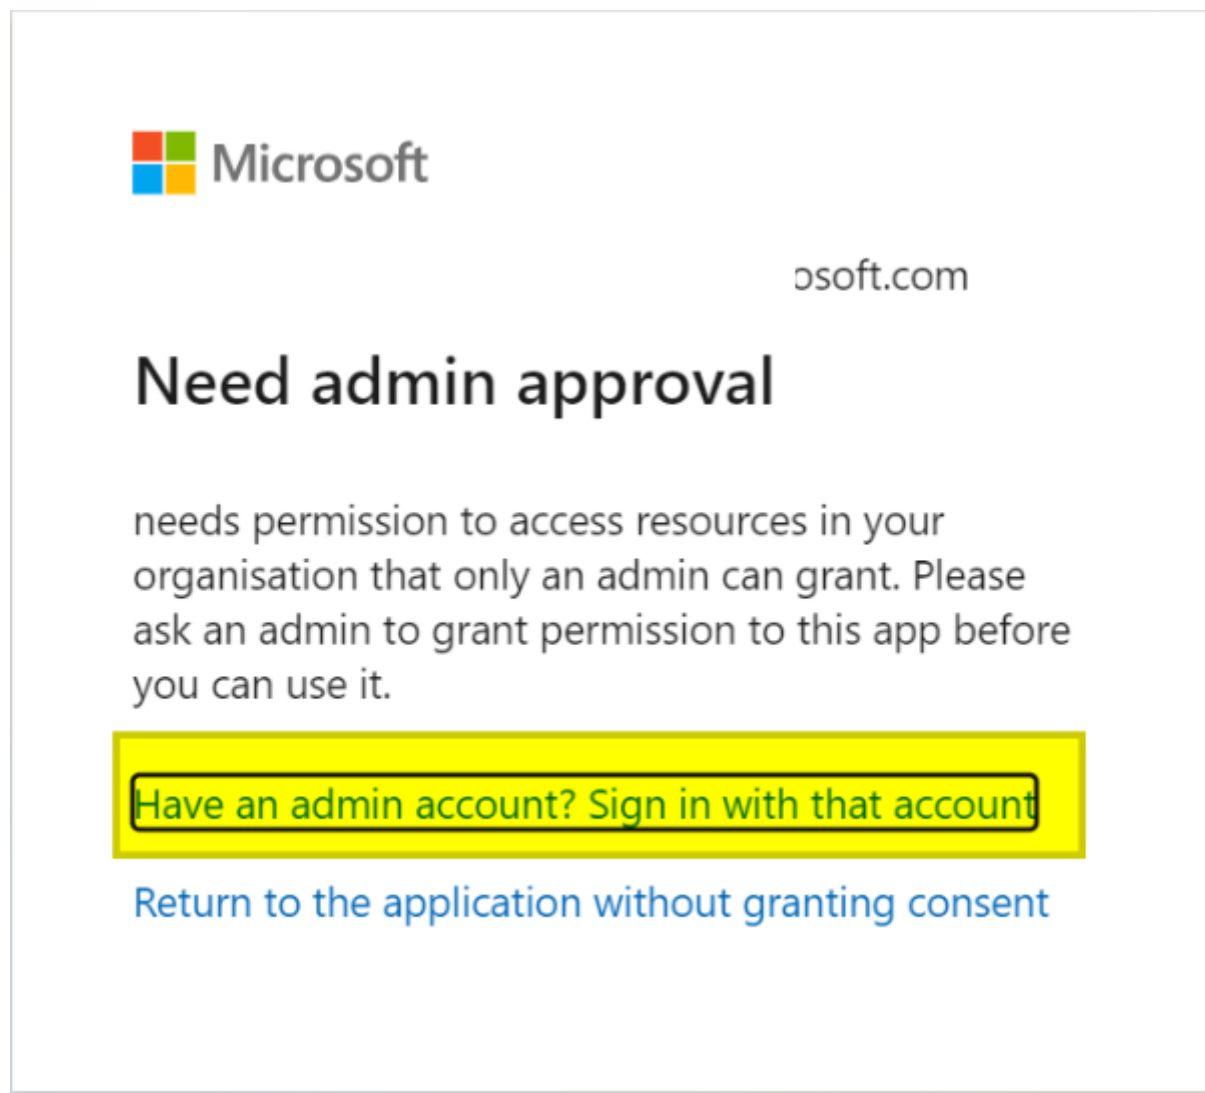 Microsoft
osoft.com
Need admin approval
needs permission to access resources in your
organisation that only an admin can grant. Please
ask an admin to grant permission to this app before
you can use it.
Have an admin account? Sign in with that account
Return to the application without granting consent